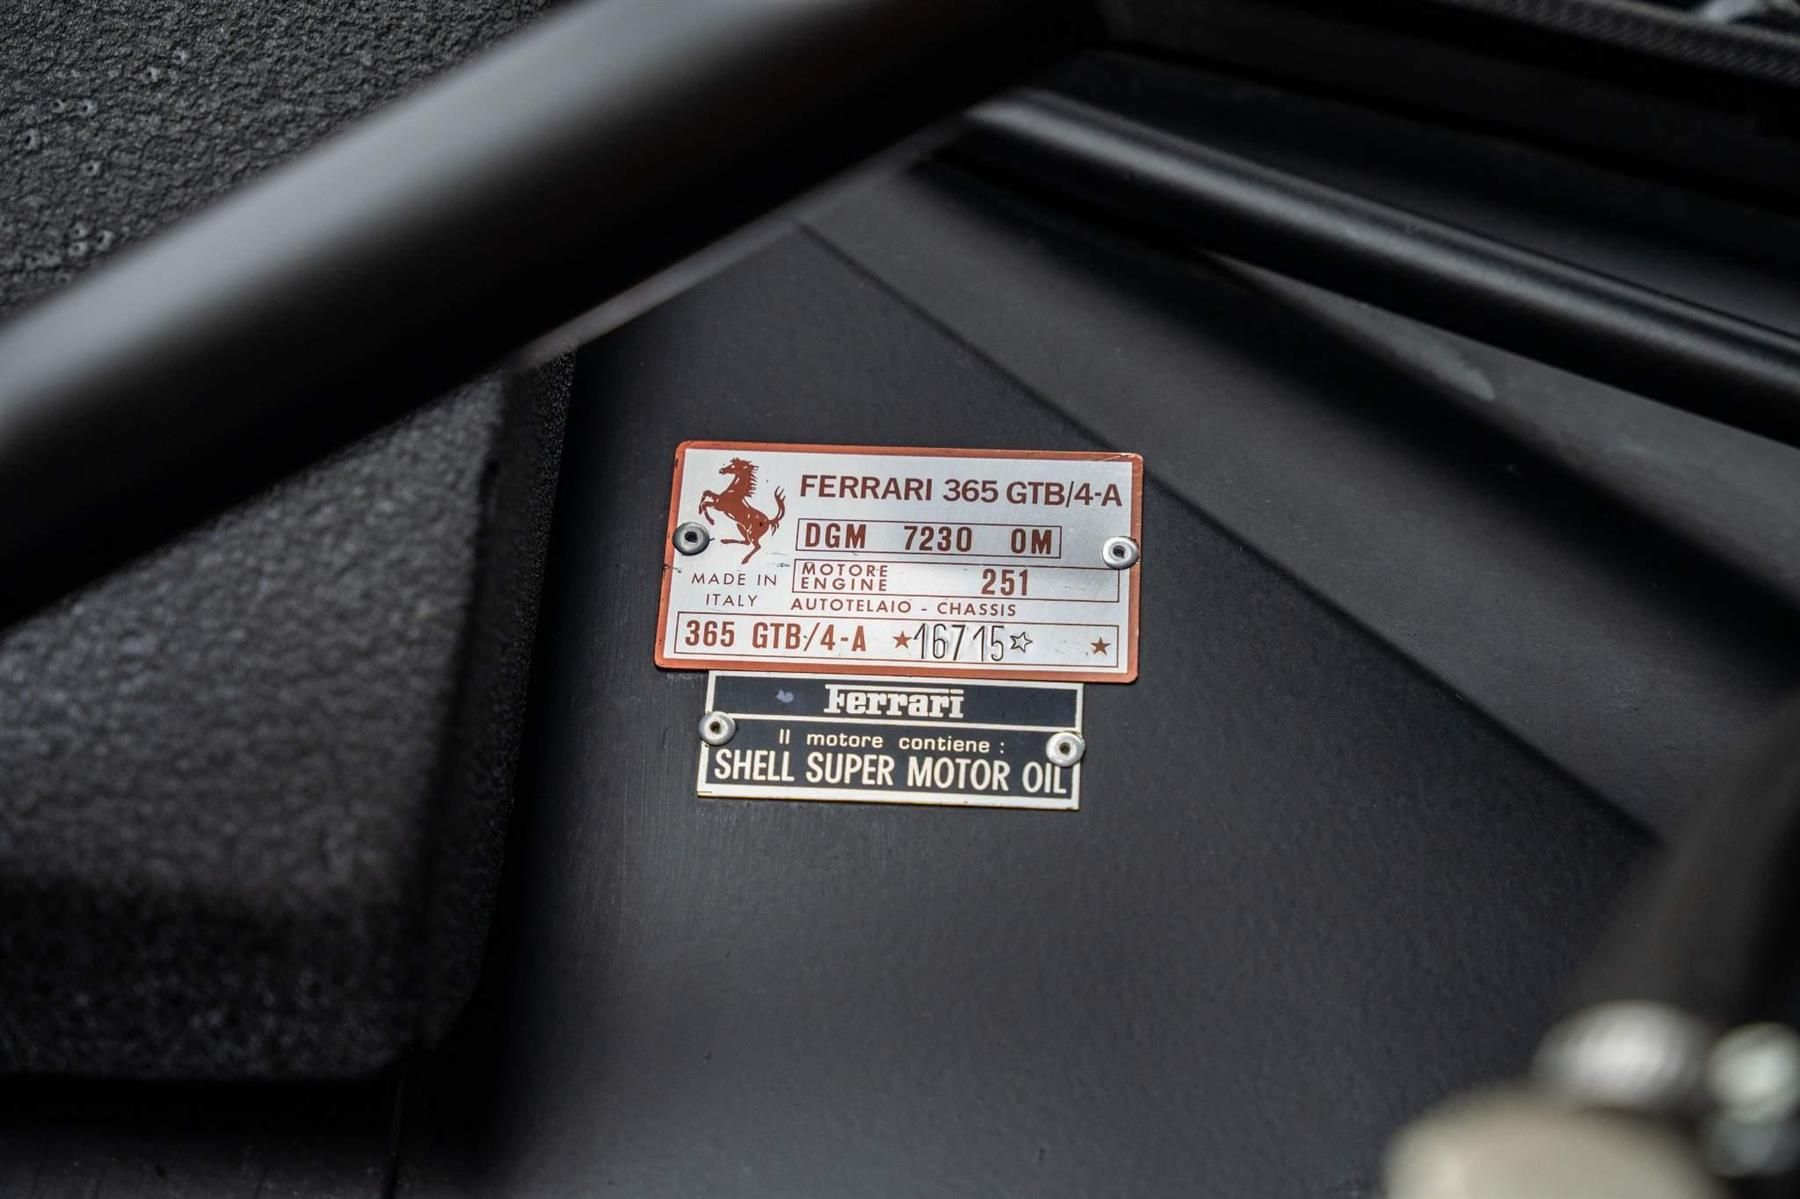 FERRARI 365 GTB/4-A
DGM 7230 OM
MOTORE
ENGINE 251
MADE IN
ITALY
AUTOTELAIO - CHASSIS
365 GTB/4-A ★16715☆ ★
Ferrari
Il motore contiene :
SHELL SUPER MOTOR OIL